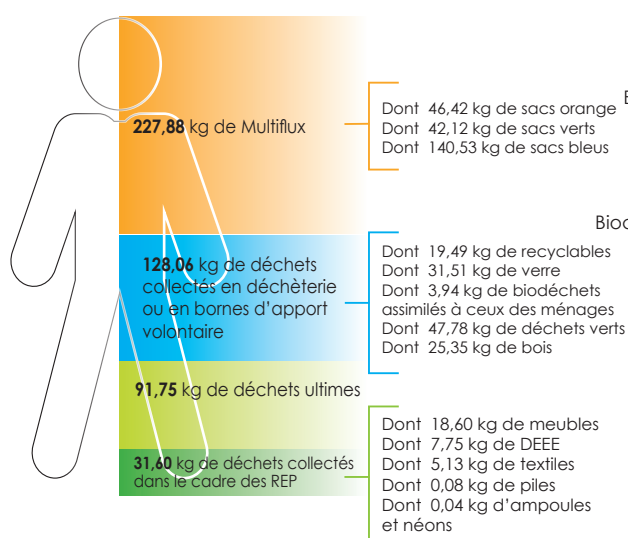 227,88 kg de Multiflux
Dont 46,42 kg de sacs orange
Dont 42,12 kg de sacs verts
Dont 140,53 kg de sacs bleus
128,06 kg de déchets
collectés en déchèterie
ou en bornes d'apport
volontaire
Dont 19,49 kg de recyclables
Dont 31,51 kg de verre
Dont 3,94 kg de biodéchets
assimilés à ceux des ménages
Dont 47,78 kg de déchets verts
Dont 25,35 kg de bois
91,75 kg de déchets ultimes
31,60 kg de déchets collectés
dans le cadre des REP
Dont 18,60 kg de meubles
Dont 7,75 kg de DEEE
Dont 5,13 kg de textiles
Dont 0,08 kg de piles
Dont 0,04 kg d'ampoules
et néons